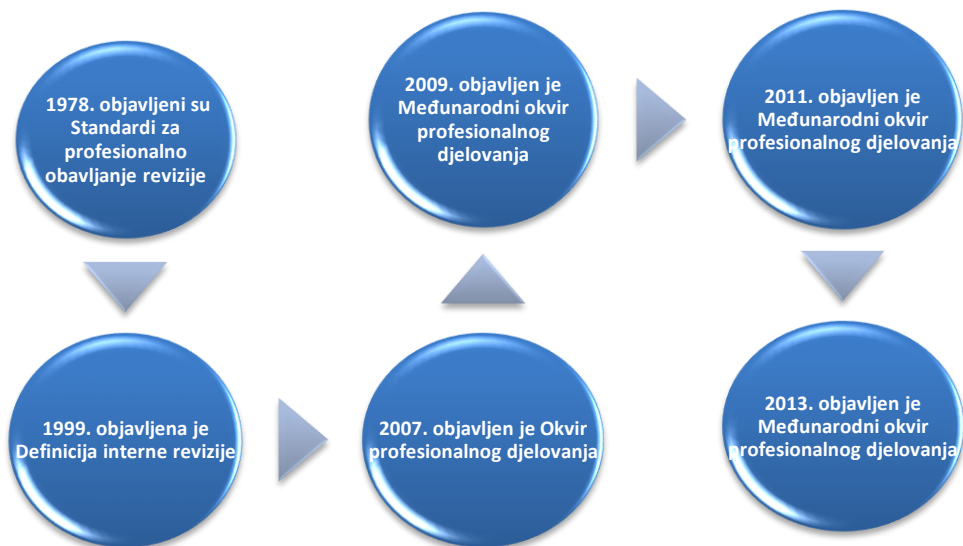 1978. objavljeni su
Standardi za
profesionalno
obavljanje revizije
1999. objavljena je
Definicija interne revizije
2007. objavljen je Okvir
profesionalnog djelovanja
2009. objavljen je
Međunarodni okvir
profesionalnog
djelovanja
2011. objavljen je
Međunarodni okvir
profesionalnog djelovanja
2013. objavljen je
Međunarodni okvir
profesionalnog djelovanja